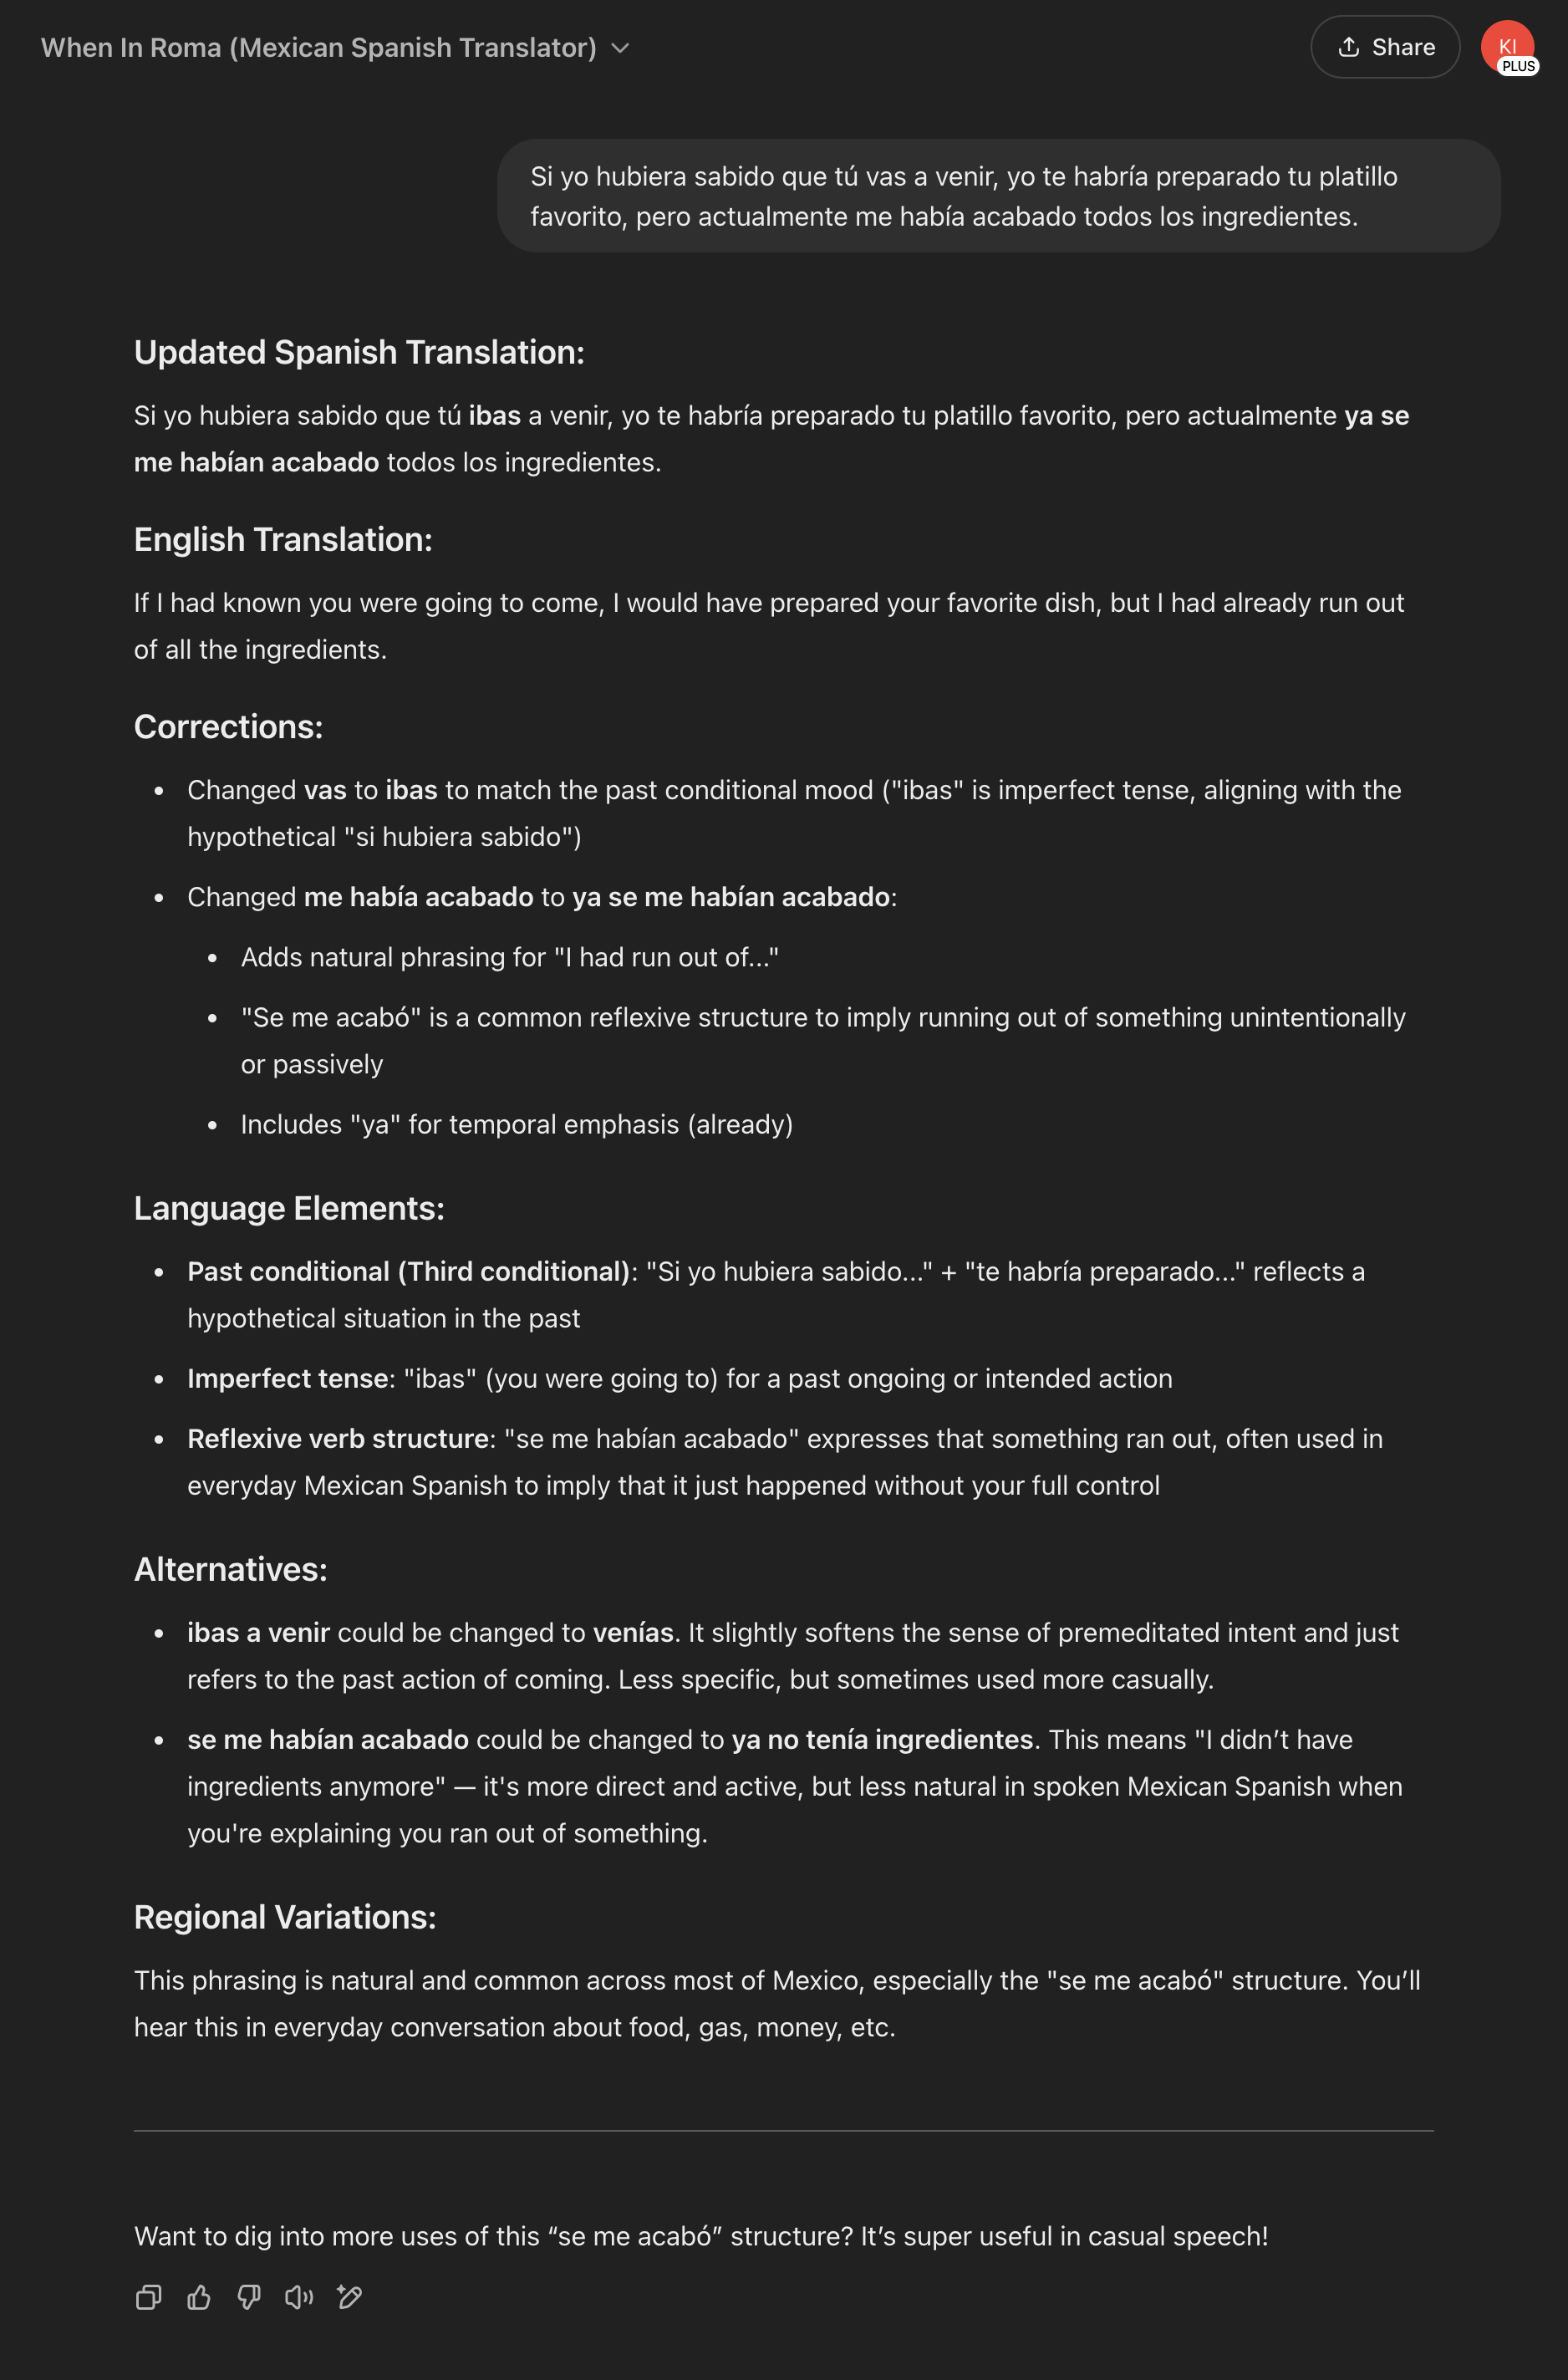 When In Roma (Mexican Spanish Translator)
Share
KI
PLUS
Si yo hubiera sabido que tú vas a venir, yo te habría preparado tu platillo
favorito, pero actualmente me había acabado todos los ingredientes.
Updated Spanish Translation:
Si yo hubiera sabido que tú ibas a venir, yo te habría preparado tu platillo favorito, pero actualmente ya se
me habían acabado todos los ingredientes.
English Translation:
If I had known you were going to come, I would have prepared your favorite dish, but I had already run out
of all the ingredients.
Corrections:
• Changed vas to ibas to match the past conditional mood ("ibas" is imperfect tense, aligning with the
hypothetical "si hubiera sabido")
• Changed me había acabado to ya se me habían acabado:
• Adds natural phrasing for "I had run out of..."
• "Se me acabó" is a common reflexive structure to imply running out of something unintentionally
or passively
• Includes "ya" for temporal emphasis (already)
Language Elements:
• Past conditional (Third conditional): "Si yo hubiera sabido..." + "te habría preparado..." reflects a
hypothetical situation in the past
• Imperfect tense: "ibas" (you were going to) for a past ongoing or intended action
• Reflexive verb structure: "se me habían acabado" expresses that something ran out, often used in
everyday Mexican Spanish to imply that it just happened without your full control
Alternatives:
• ibas a venir could be changed to venías. It slightly softens the sense of premeditated intent and just
refers to the past action of coming. Less specific, but sometimes used more casually.
• se me habían acabado could be changed to ya no tenía ingredientes. This means "I didn’t have
ingredients anymore" — it's more direct and active, but less natural in spoken Mexican Spanish when
you're explaining you ran out of something.
Regional Variations:
This phrasing is natural and common across most of Mexico, especially the "se me acabó" structure. You’ll
hear this in everyday conversation about food, gas, money, etc.
Want to dig into more uses of this “se me acabó” structure? It’s super useful in casual speech!